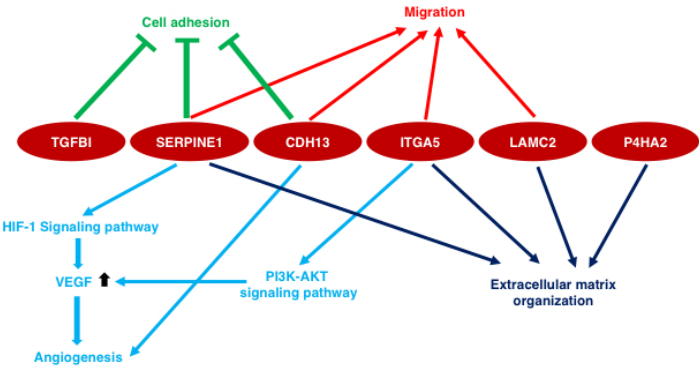 Migration
Cell adhesion
TGFBI
SERPINE1
CDH13
ITGA5
LAMC2
P4HA2
HIF-1 Signaling pathway
VEGF
PI3K-AKT
signaling pathway
Extracellular matrix
organization
Angiogenesis